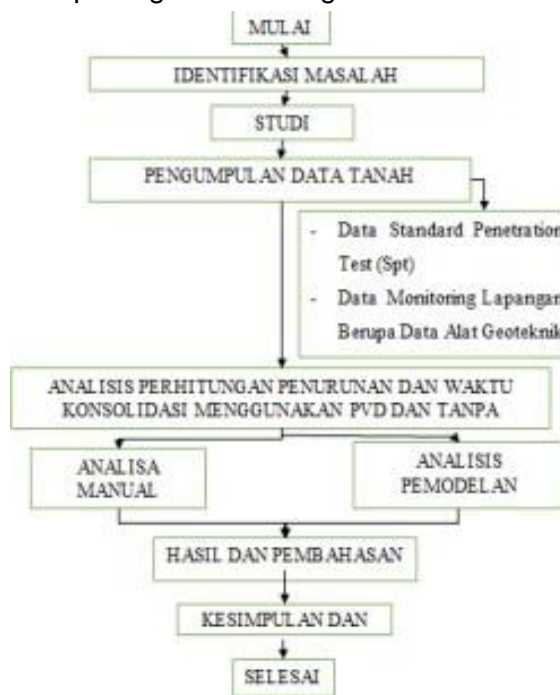 MULAI
IDENTIFIKASI MASALAH
STUDI
PENGUMPULAN DATA TANAH
- Data Standard Penetration
Test (Spt)
- Data Monitoring Lapangan
Berupa Data Alat Geoteknik
ANALISIS PERHITUNGAN PENURUNAN DAN WAKTU
KONSOLIDASI MENGGUNAKAN PVD DAN TANPA
ANALISA
MANUAL
ANALISIS
PEMODELAN
HASIL DAN PEMBAHASAN
KESIMPULAN DAN
SELESAI